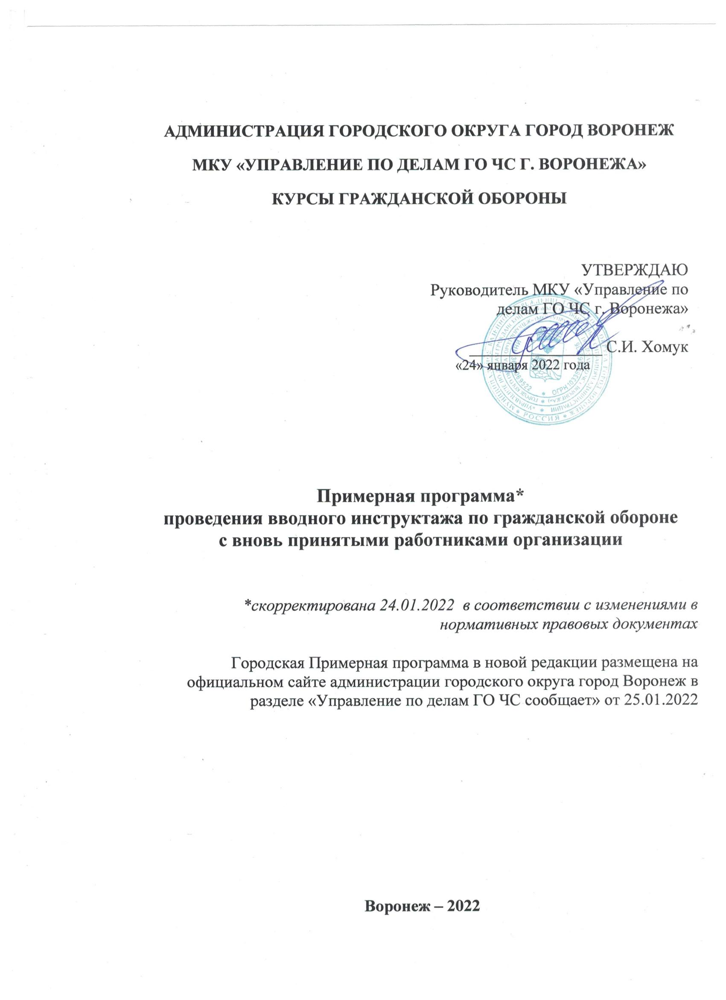 АДМИНИСТРАЦИЯ ГОРОДСКОГО ОКРУГА ГОРОД ВОРОНЕЖ
МКУ «УПРАВЛЕНИЕ ПО ДЕЛАМ ГО ЧС Г. ВОРОНЕЖА»
КУРСЫ ГРАЖДАНСКОЙ ОБОРОНЫ
УТВЕРЖДАЮ
Руководитель МКУ «Управление по
делам ГО ЧС г. Воронежа»
С.И. Хомук
«24» января 2022 года
* РОССИЯ *
Примерная программа*
проведения вводного инструктажа по гражданской обороне
с вновь принятыми работниками организации
*скорректирована 24.01.2022 в соответствии с изменениями в
нормативных правовых документах
Городская Примерная программа в новой редакции размещена на
официальном сайте администрации городского округа город Воронеж в
разделе «Управление по делам ГО ЧС сообщает» от 25.01.2022
Воронеж – 2022